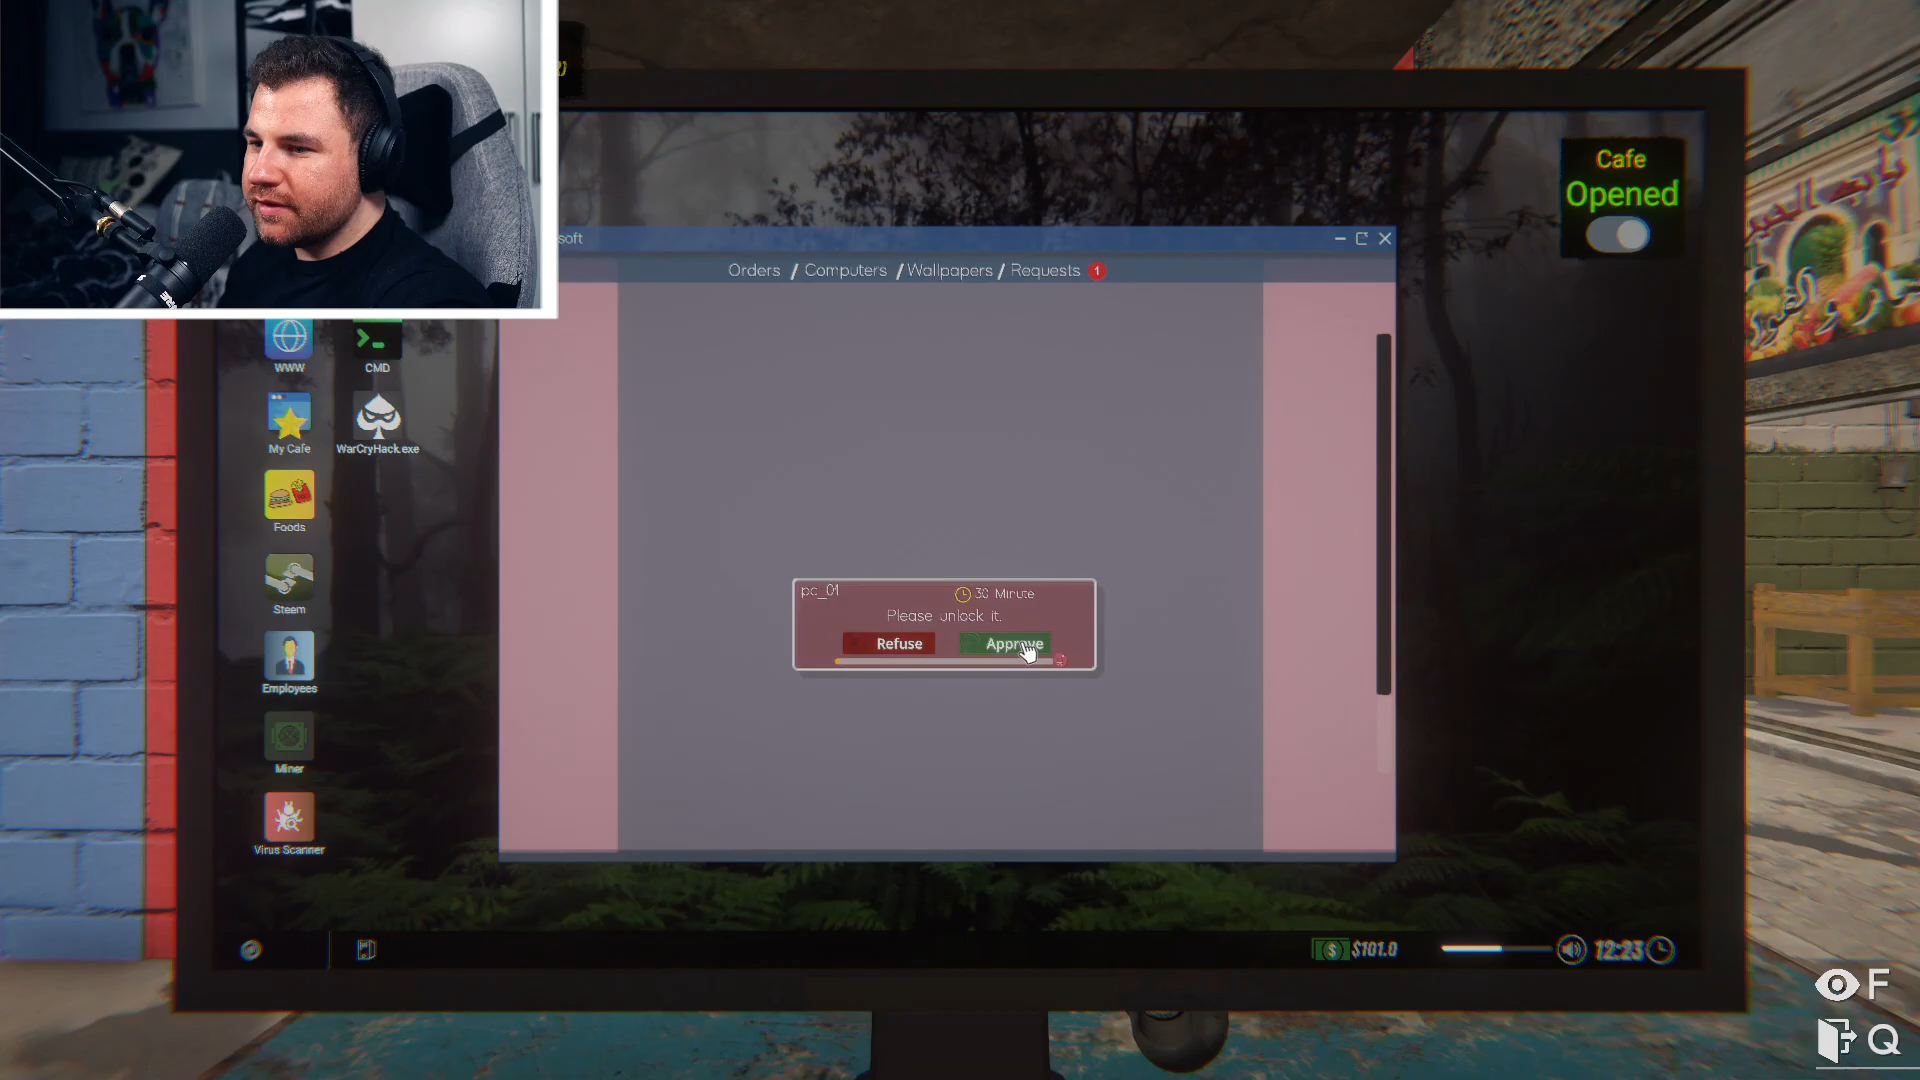 Cafe
Opened
soft
Orders / Computers / Wallpapers / Requests 1
WWW
CMD
My Cafe
WarCryHack.exe
Foods
Steem
Employees
Miner
Virus Scanner
pc_01
30 Minute
Please unlock it.
Refuse
Approve
$101.0
12:23
F
Q